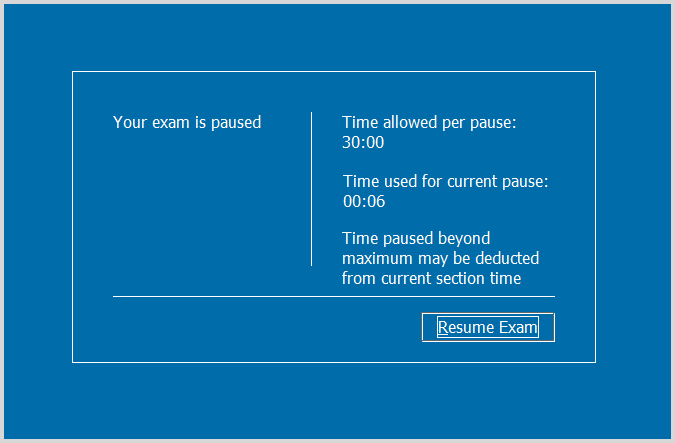 Your exam is paused
Time allowed per pause:
30:00
Time used for current pause:
00:06
Time paused beyond
maximum may be deducted
from current section time
Resume Exam